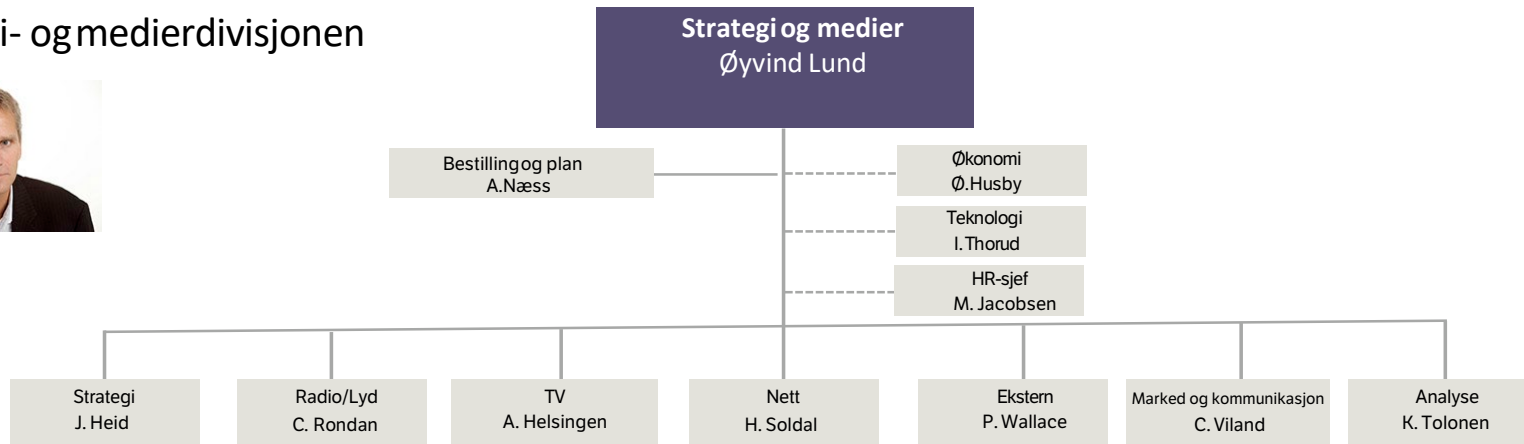 i- og medierdivisjonen
Strategi og medier
Øyvind Lund
Bestilling og plan
A.Næss
Økonomi
Ø.Husby
Teknologi
I. Thorud
HR-sjef
M. Jacobsen
Strategi
J. Heid
Radio/Lyd
C. Rondan
TV
A. Helsingen
Nett
H. Soldal
Ekstern
P. Wallace
Marked og kommunikasjon
C. Viland
Analyse
K. Tolonen